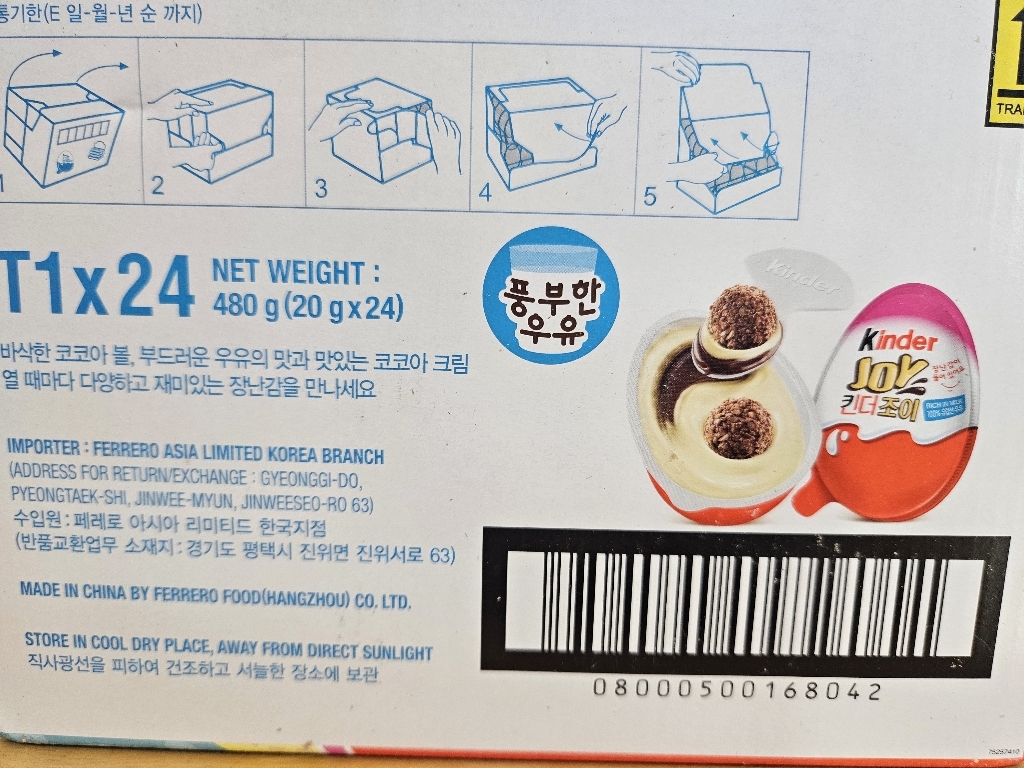 통기한(E 일-월-년 순 까지)
1
2
3
4
5
TRA
T1x24
NET WEIGHT :
480 g (20 g x 24)
풍부한
우유
Kinder
Kinder
JOY
킨더조이
바삭한 코코아 볼, 부드러운 우유의 맛과 맛있는 코코아 크림
열 때마다 다양하고 재미있는 장난감을 만나세요
IMPORTER : FERRERO ASIA LIMITED KOREA BRANCH
(ADDRESS FOR RETURN/EXCHANGE : GYEONGGI-DO,
PYEONGTAEK-SHI, JINWEE-MYUN, JINWEESEO-RO 63)
수입원 : 페레로 아시아 리미티드 한국지점
(반품교환업무 소재지 : 경기도 평택시 진위면 진위서로 63)
MADE IN CHINA BY FERRERO FOOD(HANGZHOU) CO. LTD.
STORE IN COOL DRY PLACE, AWAY FROM DIRECT SUNLIGHT
직사광선을 피하여 건조하고 서늘한 장소에 보관
08000500168042